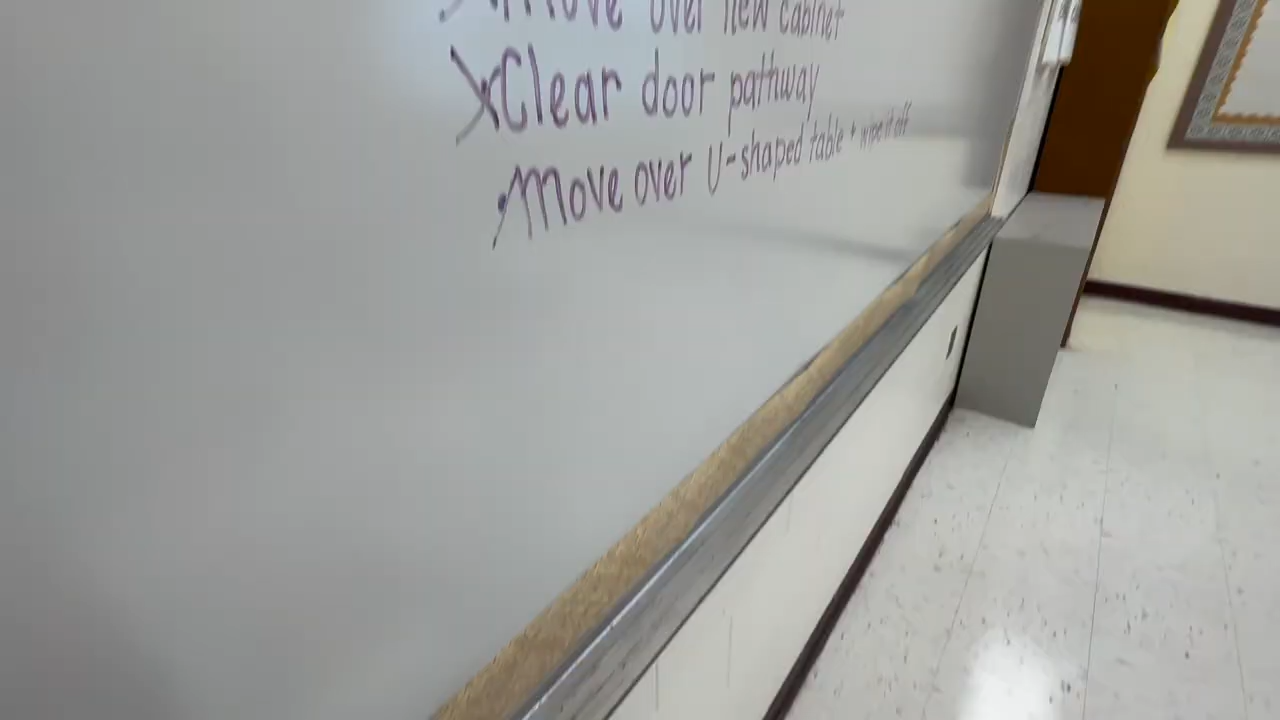 Move over new cabinet
Clear door pathway
Move over U-shaped table + wipe it off